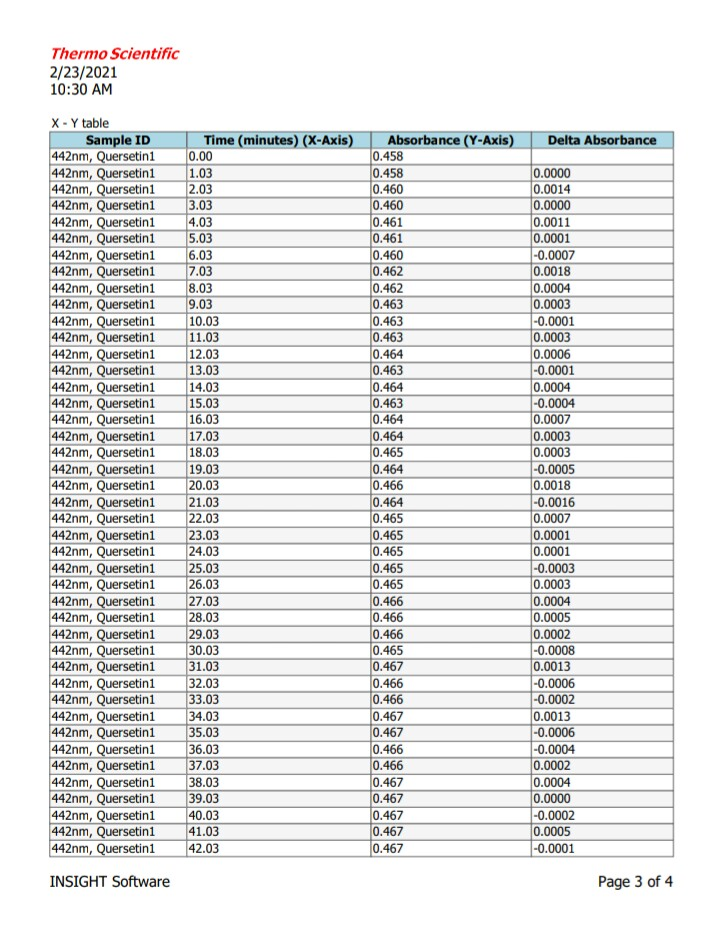 Thermo Scientific
2/23/2021
10:30 AM
X - Y table
Sample ID Time (minutes) (X-Axis) Absorbance (Y-Axis) Delta Absorbance
442nm, Quersetin1 0.00 0.458
442nm, Quersetin1 1.03 0.458 0.0000
442nm, Quersetin1 2.03 0.460 0.0014
442nm, Quersetin1 3.03 0.460 0.0000
442nm, Quersetin1 4.03 0.461 0.0011
442nm, Quersetin1 5.03 0.461 0.0001
442nm, Quersetin1 6.03 0.460 -0.0007
442nm, Quersetin1 7.03 0.462 0.0018
442nm, Quersetin1 8.03 0.462 0.0004
442nm, Quersetin1 9.03 0.463 0.0003
442nm, Quersetin1 10.03 0.463 -0.0001
442nm, Quersetin1 11.03 0.463 0.0003
442nm, Quersetin1 12.03 0.464 0.0006
442nm, Quersetin1 13.03 0.463 -0.0001
442nm, Quersetin1 14.03 0.464 0.0004
442nm, Quersetin1 15.03 0.463 -0.0004
442nm, Quersetin1 16.03 0.464 0.0007
442nm, Quersetin1 17.03 0.464 0.0003
442nm, Quersetin1 18.03 0.465 0.0003
442nm, Quersetin1 19.03 0.464 -0.0005
442nm, Quersetin1 20.03 0.466 0.0018
442nm, Quersetin1 21.03 0.464 -0.0016
442nm, Quersetin1 22.03 0.465 0.0007
442nm, Quersetin1 23.03 0.465 0.0001
442nm, Quersetin1 24.03 0.465 0.0001
442nm, Quersetin1 25.03 0.465 -0.0003
442nm, Quersetin1 26.03 0.465 0.0003
442nm, Quersetin1 27.03 0.466 0.0004
442nm, Quersetin1 28.03 0.466 0.0005
442nm, Quersetin1 29.03 0.466 0.0002
442nm, Quersetin1 30.03 0.465 -0.0008
442nm, Quersetin1 31.03 0.467 0.0013
442nm, Quersetin1 32.03 0.466 -0.0006
442nm, Quersetin1 33.03 0.466 -0.0002
442nm, Quersetin1 34.03 0.467 0.0013
442nm, Quersetin1 35.03 0.467 -0.0006
442nm, Quersetin1 36.03 0.466 -0.0004
442nm, Quersetin1 37.03 0.466 0.0002
442nm, Quersetin1 38.03 0.467 0.0004
442nm, Quersetin1 39.03 0.467 0.0000
442nm, Quersetin1 40.03 0.467 -0.0002
442nm, Quersetin1 41.03 0.467 0.0005
442nm, Quersetin1 42.03 0.467 -0.0001
INSIGHT Software Page 3 of 4